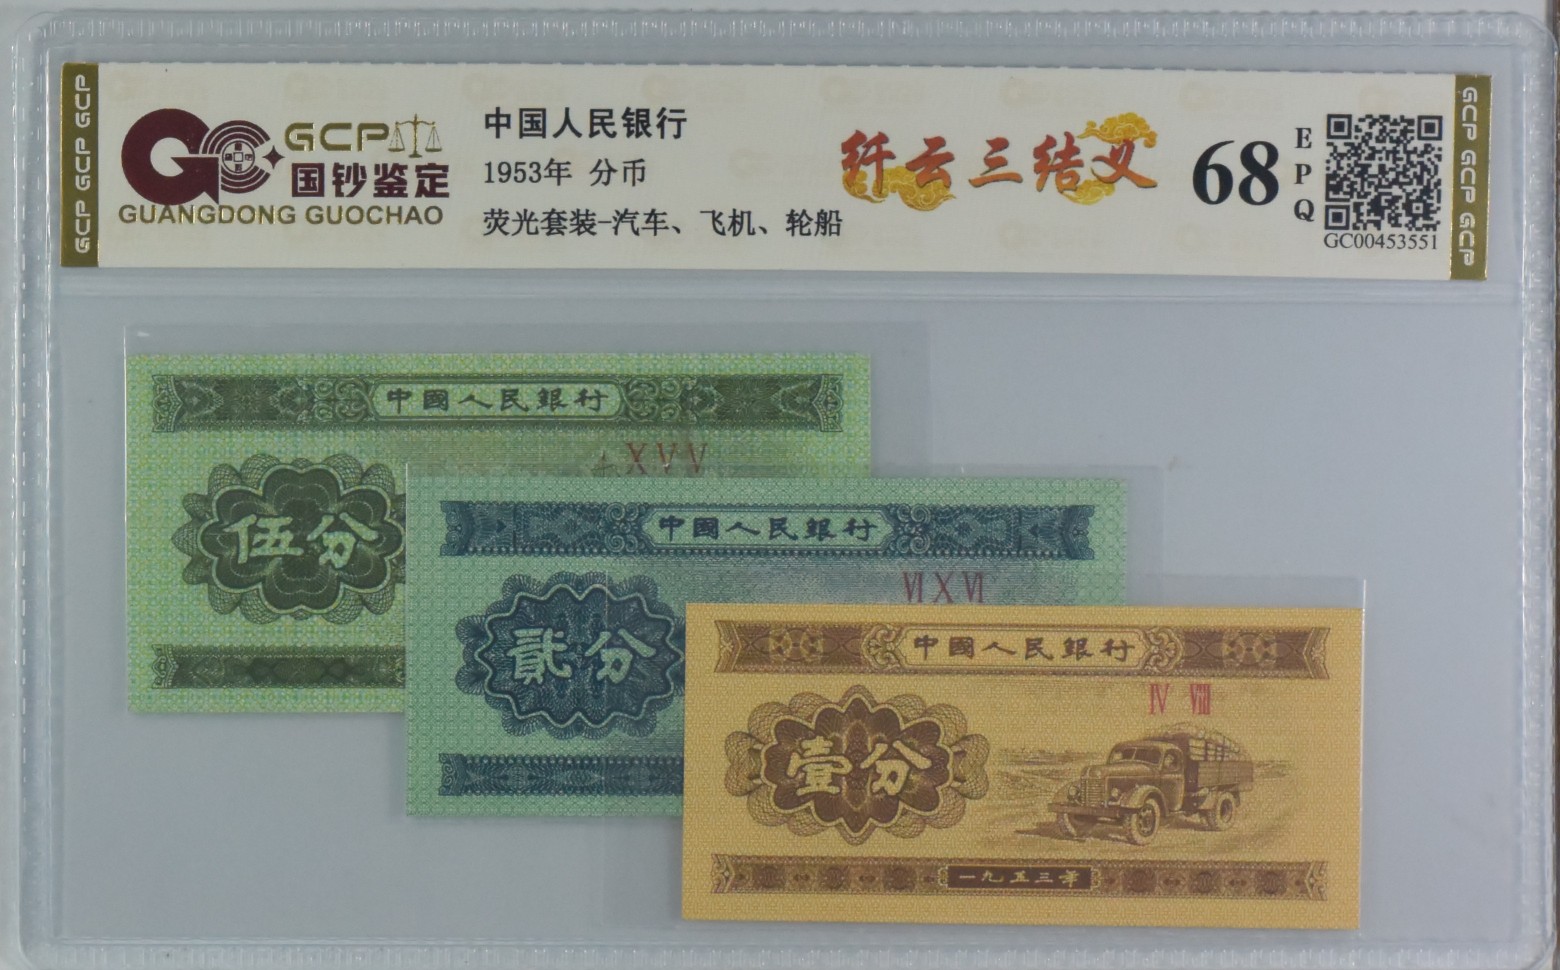 GCP GCP GCP
GCP
国钞鉴定
GUANGDONG GUOCHAO
中国人民银行
1953年 分币
荧光套装-汽车、飞机、轮船
纤云三结义
68
EPQ
GC00453551
GCP GCP GCP
中國人民銀行
XVV
伍分
中國人民銀行
VI X VI
貳分
中國人民銀行
IV VIII
壹分
一九五三年